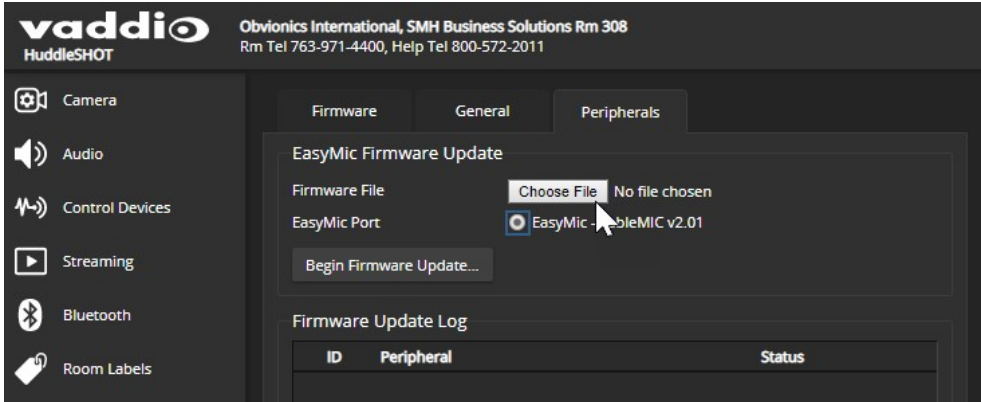 vaddio
HuddleSHOT
Obvionics International, SMH Business Solutions Rm 308
Rm Tel 763-971-4400, Help Tel 800-572-2011
Camera
Audio
Control Devices
Streaming
Bluetooth
Room Labels
Firmware General Peripherals
EasyMic Firmware Update
Firmware File Choose File No file chosen
EasyMic Port EasyMic - v2.01
Begin Firmware Update...
Firmware Update Log
ID Peripheral Status